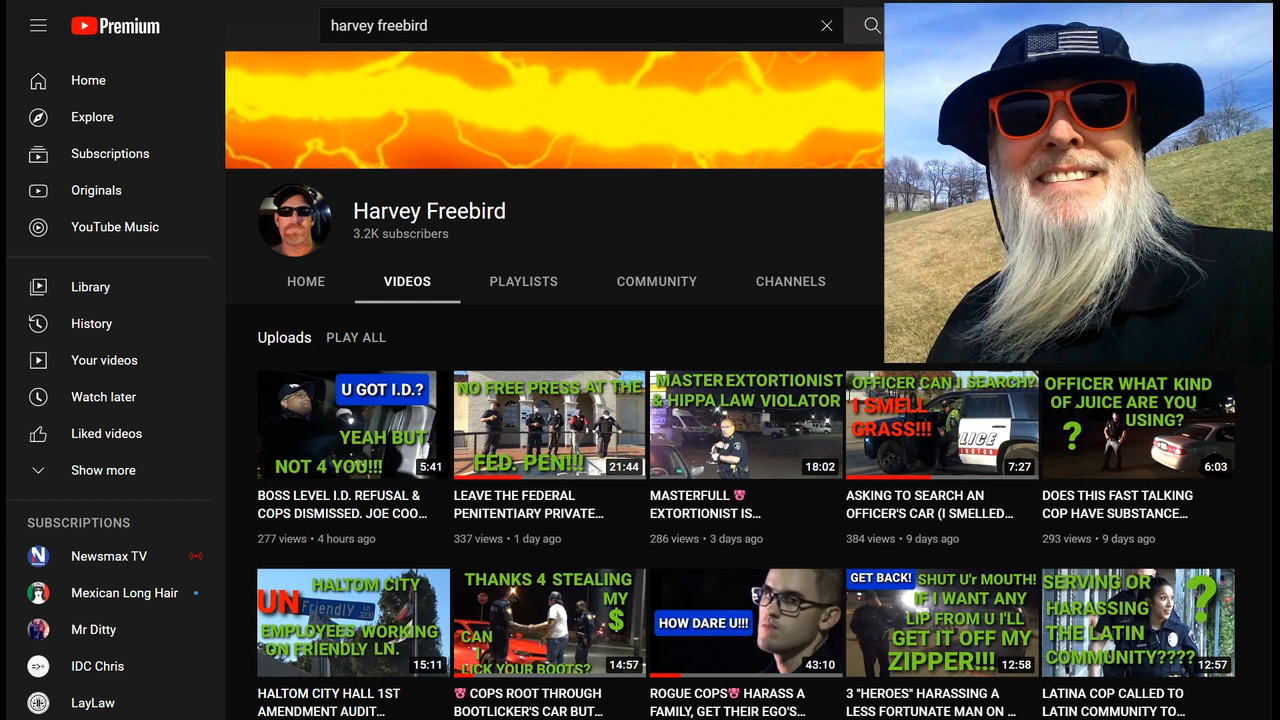 Premium
harvey freebird
Home
Explore
Subscriptions
Originals
YouTube Music
Library
History
Your videos
Watch later
Liked videos
Show more
SUBSCRIPTIONS
Newsmax TV
Mexican Long Hair
Mr Ditty
IDC Chris
LayLaw
Harvey Freebird
3.2K subscribers
HOME VIDEOS PLAYLISTS COMMUNITY CHANNELS
Uploads PLAY ALL
U GOT I.D.?
YEAH BUT
NOT 4 YOU!!!
5:41
BOSS LEVEL I.D. REFUSAL &
COPS DISMISSED. JOE COO...
277 views • 4 hours ago
NO FREE PRESS AT THE
FED. PEN!!!
21:44
LEAVE THE FEDERAL
PENITENTIARY PRIVATE...
337 views • 1 day ago
MASTER EXTORTIONIST
& HIPPA LAW VIOLATOR
18:02
MASTERFULL 🐷
EXTORTIONIST IS...
286 views • 3 days ago
OFFICER CAN I SEARCH?
I SMELL
GRASS!!!
LICE
7:27
ASKING TO SEARCH AN
OFFICER'S CAR (I SMELLED...
384 views • 9 days ago
OFFICER WHAT KIND
OF JUICE ARE YOU
USING?
?
6:03
DOES THIS FAST TALKING
COP HAVE SUBSTANCE...
293 views • 9 days ago
HALTOM CITY
UN Friendly Ln
EMPLOYEES WORKING
ON FRIENDLY LN.
15:11
HALTOM CITY HALL 1ST
AMENDMENT AUDIT...
THANKS 4 STEALING
MY
$
CAN
I
LICK YOUR BOOTS?
14:57
🐷 COPS ROOT THROUGH
BOOTLICKER'S CAR BUT...
HOW DARE U!!!
43:10
ROGUE COPS🐷 HARASS A
FAMILY, GET THEIR EGO'S...
GET BACK! SHUT U'r MOUTH!
IF I WANT ANY
LIP FROM U I'LL
GET IT OFF MY
ZIPPER!!!
12:58
3 "HEROES" HARASSING A
LESS FORTUNATE MAN ON ...
SERVING OR
HARASSING
THE LATIN
COMMUNITY????
?
12:57
LATINA COP CALLED TO
LATIN COMMUNITY TO...